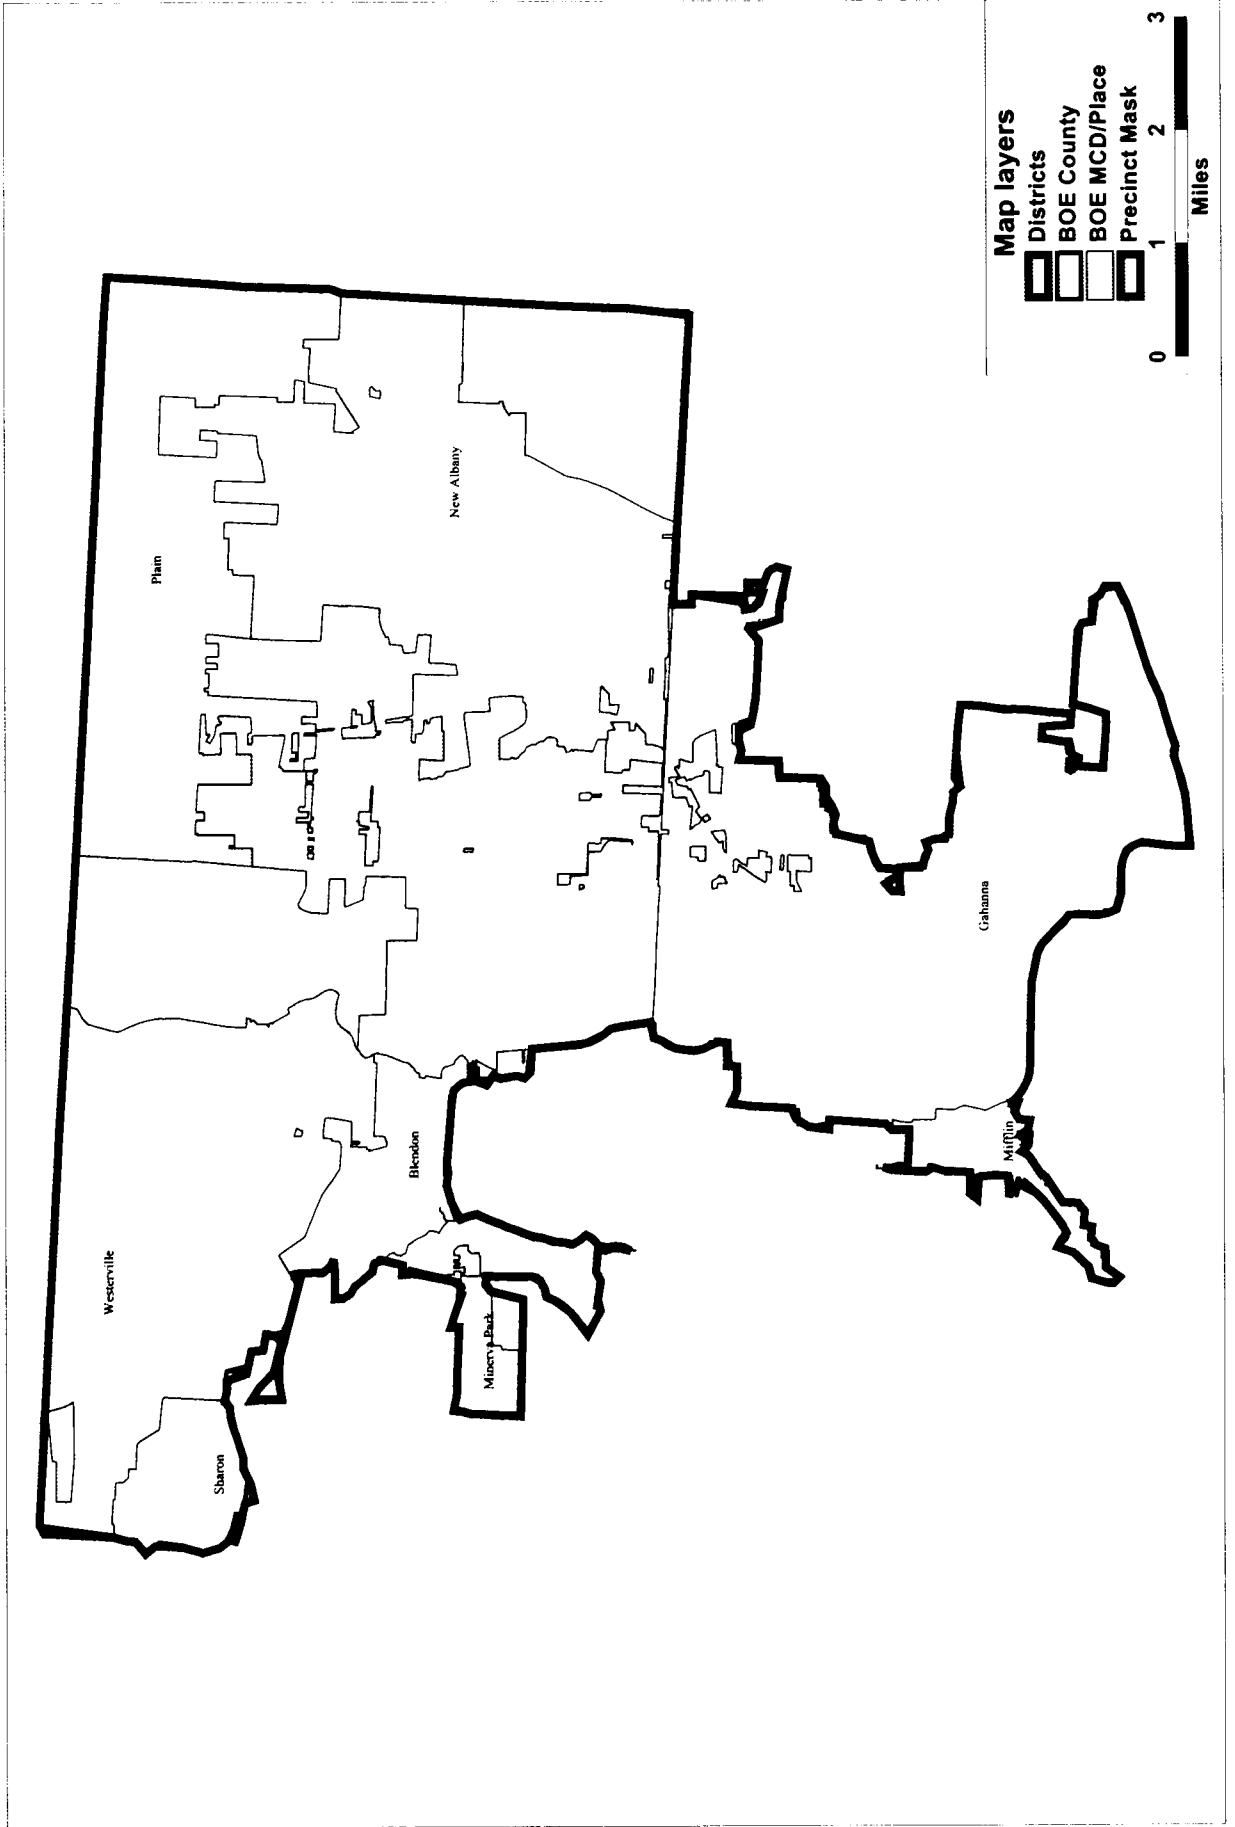 Plain
New Albany
Westerville
Blendon
Sharon
Minerva Park
Gahanna
Mifflin
Map layers
Districts
BOE County
BOE MCD/Place
Precinct Mask
0 1 2 3
Miles